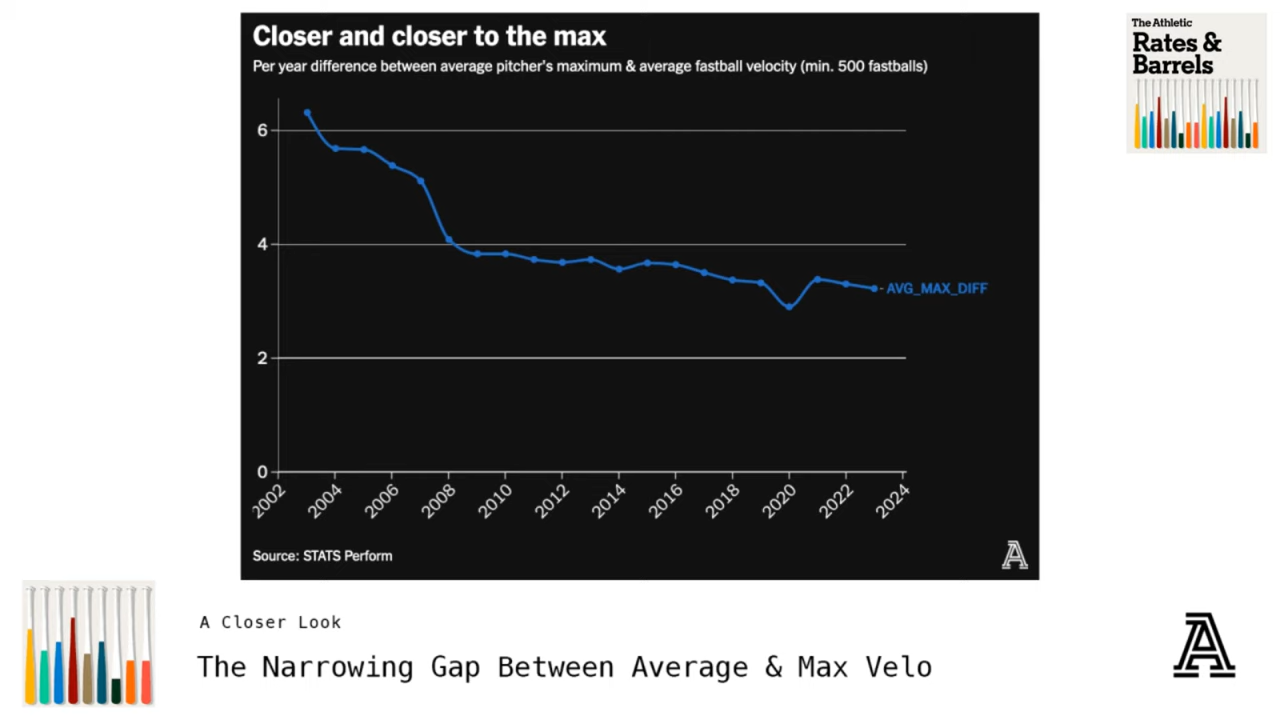 Closer and closer to the max
Per year difference between average pitcher's maximum & average fastball velocity (min. 500 fastballs)
6
4
2
0
AVG_MAX_DIFF
2002
2004
2006
2008
2010
2012
2014
2016
2018
2020
2022
2024
Source: STATS Perform
The Athletic
Rates &
Barrels
A Closer Look
The Narrowing Gap Between Average & Max Velo